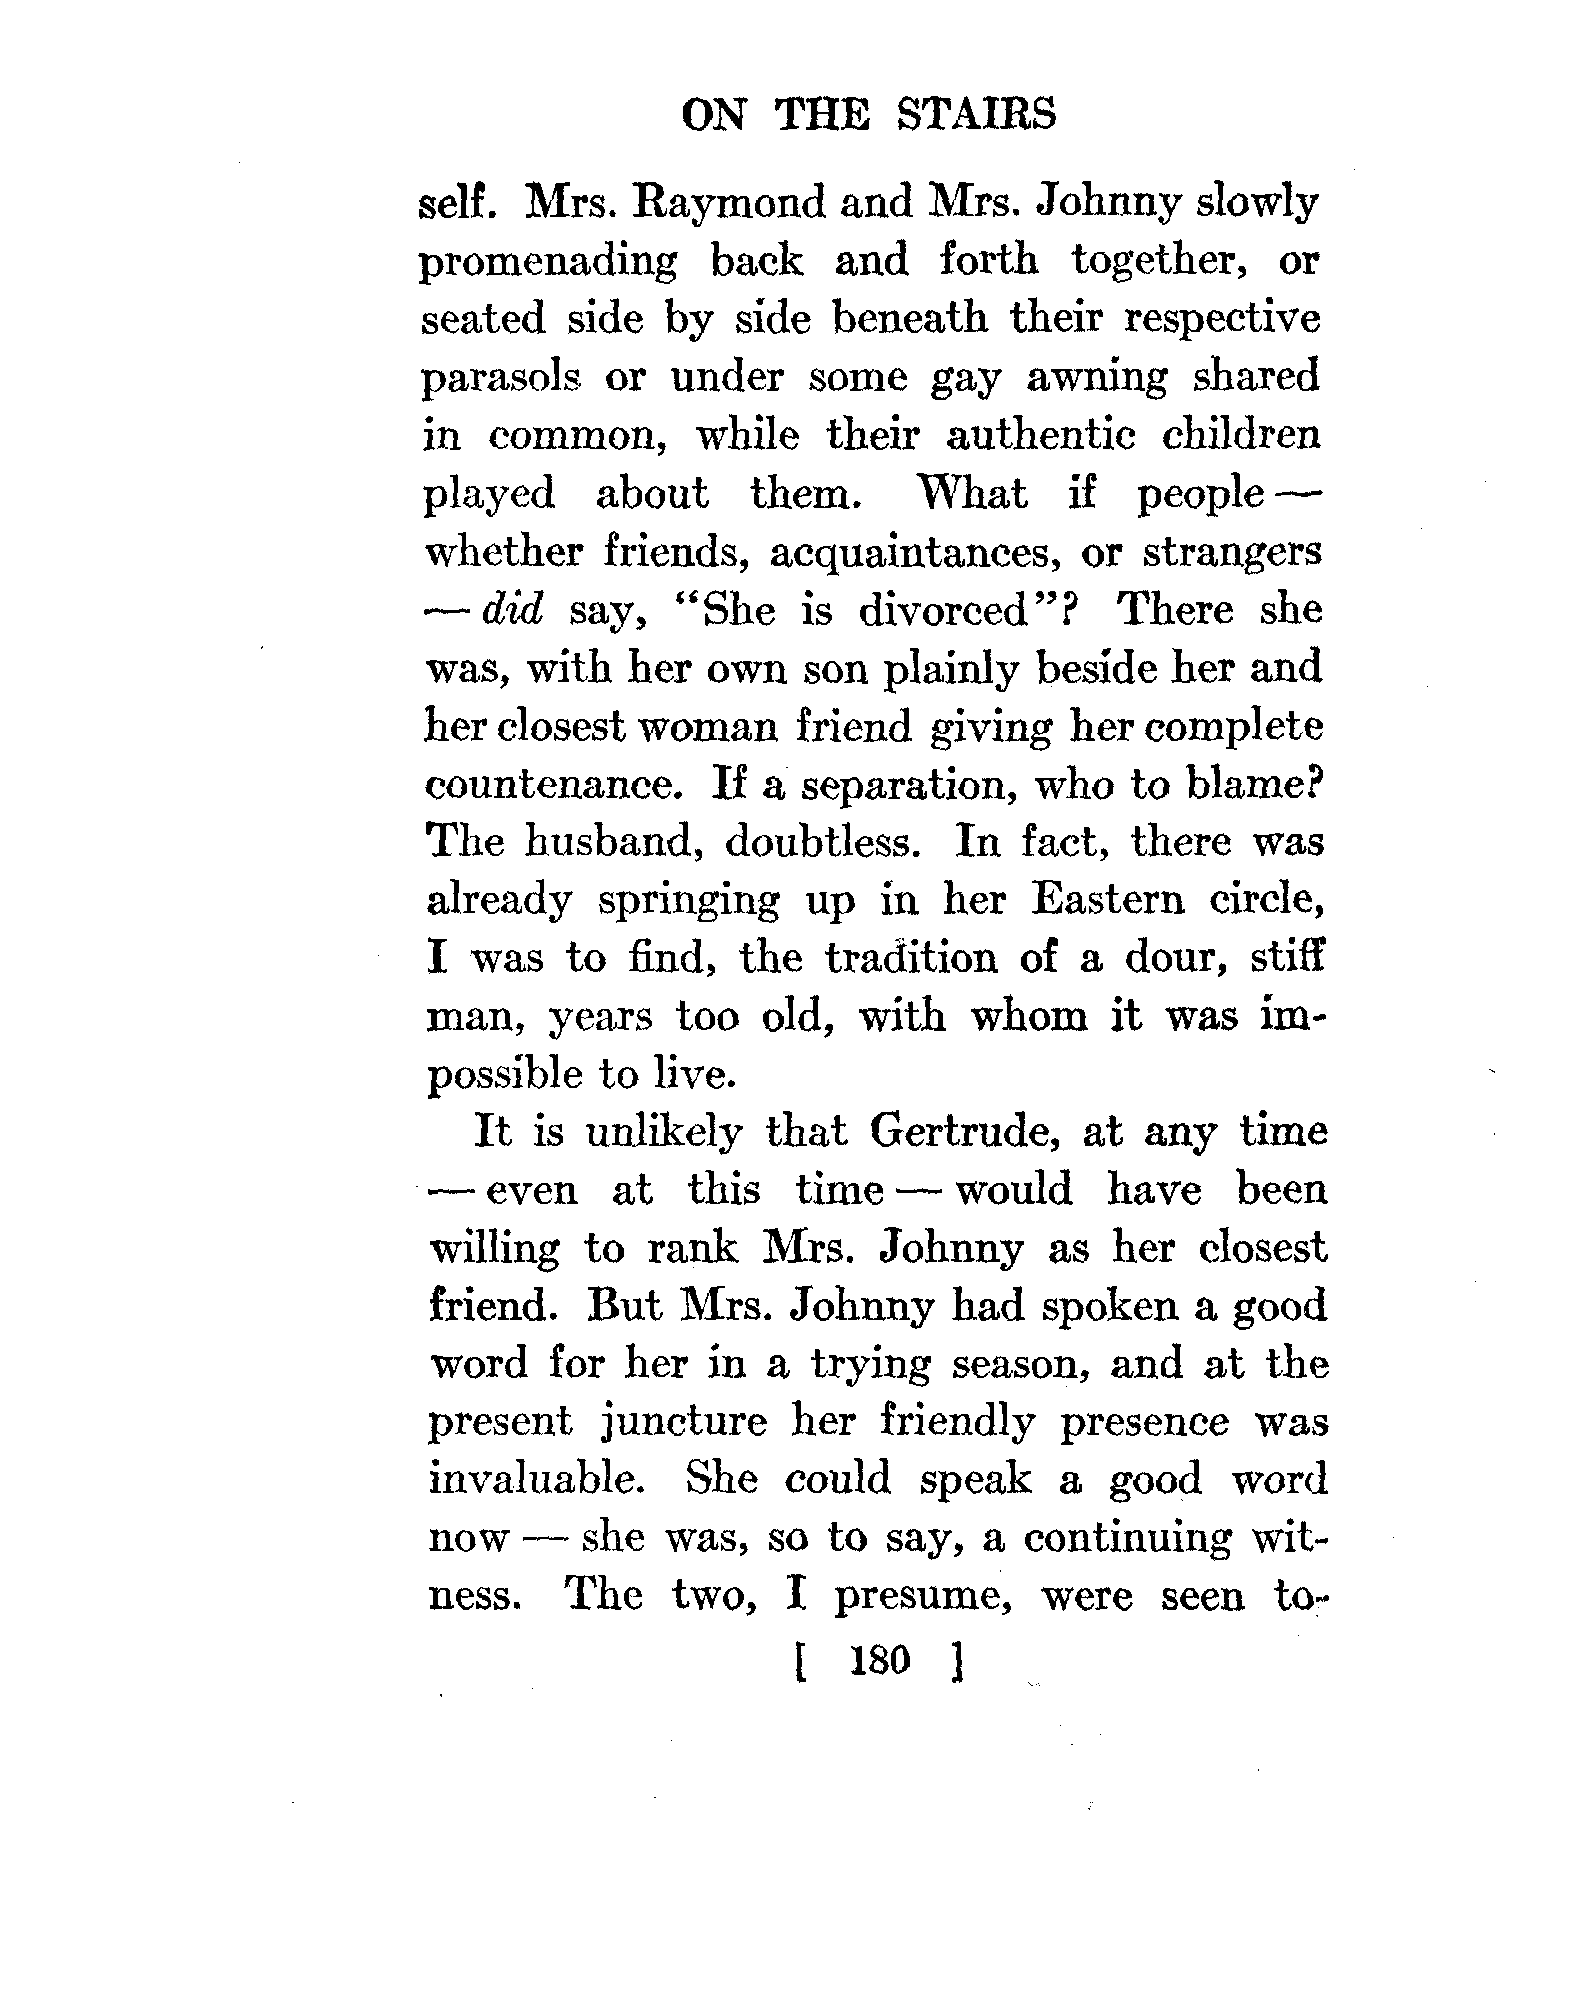 ON THE STAIRS
self. Mrs. Raymond and Mrs. Johnny slowly
promenading back and forth together, or
seated side by side beneath their respective
parasols or under some gay awning shared
in common, while their authentic children
played about them. What if people —
whether friends, acquaintances, or strangers
— did say, “She is divorced”? There she
was, with her own son plainly beside her and
her closest woman friend giving her complete
countenance. If a separation, who to blame?
The husband, doubtless. In fact, there was
already springing up in her Eastern circle,
I was to find, the tradition of a dour, stiff
man, years too old, with whom it was im-
possible to live.
It is unlikely that Gertrude, at any time
— even at this time — would have been
willing to rank Mrs. Johnny as her closest
friend. But Mrs. Johnny had spoken a good
word for her in a trying season, and at the
present juncture her friendly presence was
invaluable. She could speak a good word
now — she was, so to say, a continuing wit-
ness. The two, I presume, were seen to-
[ 180 ]